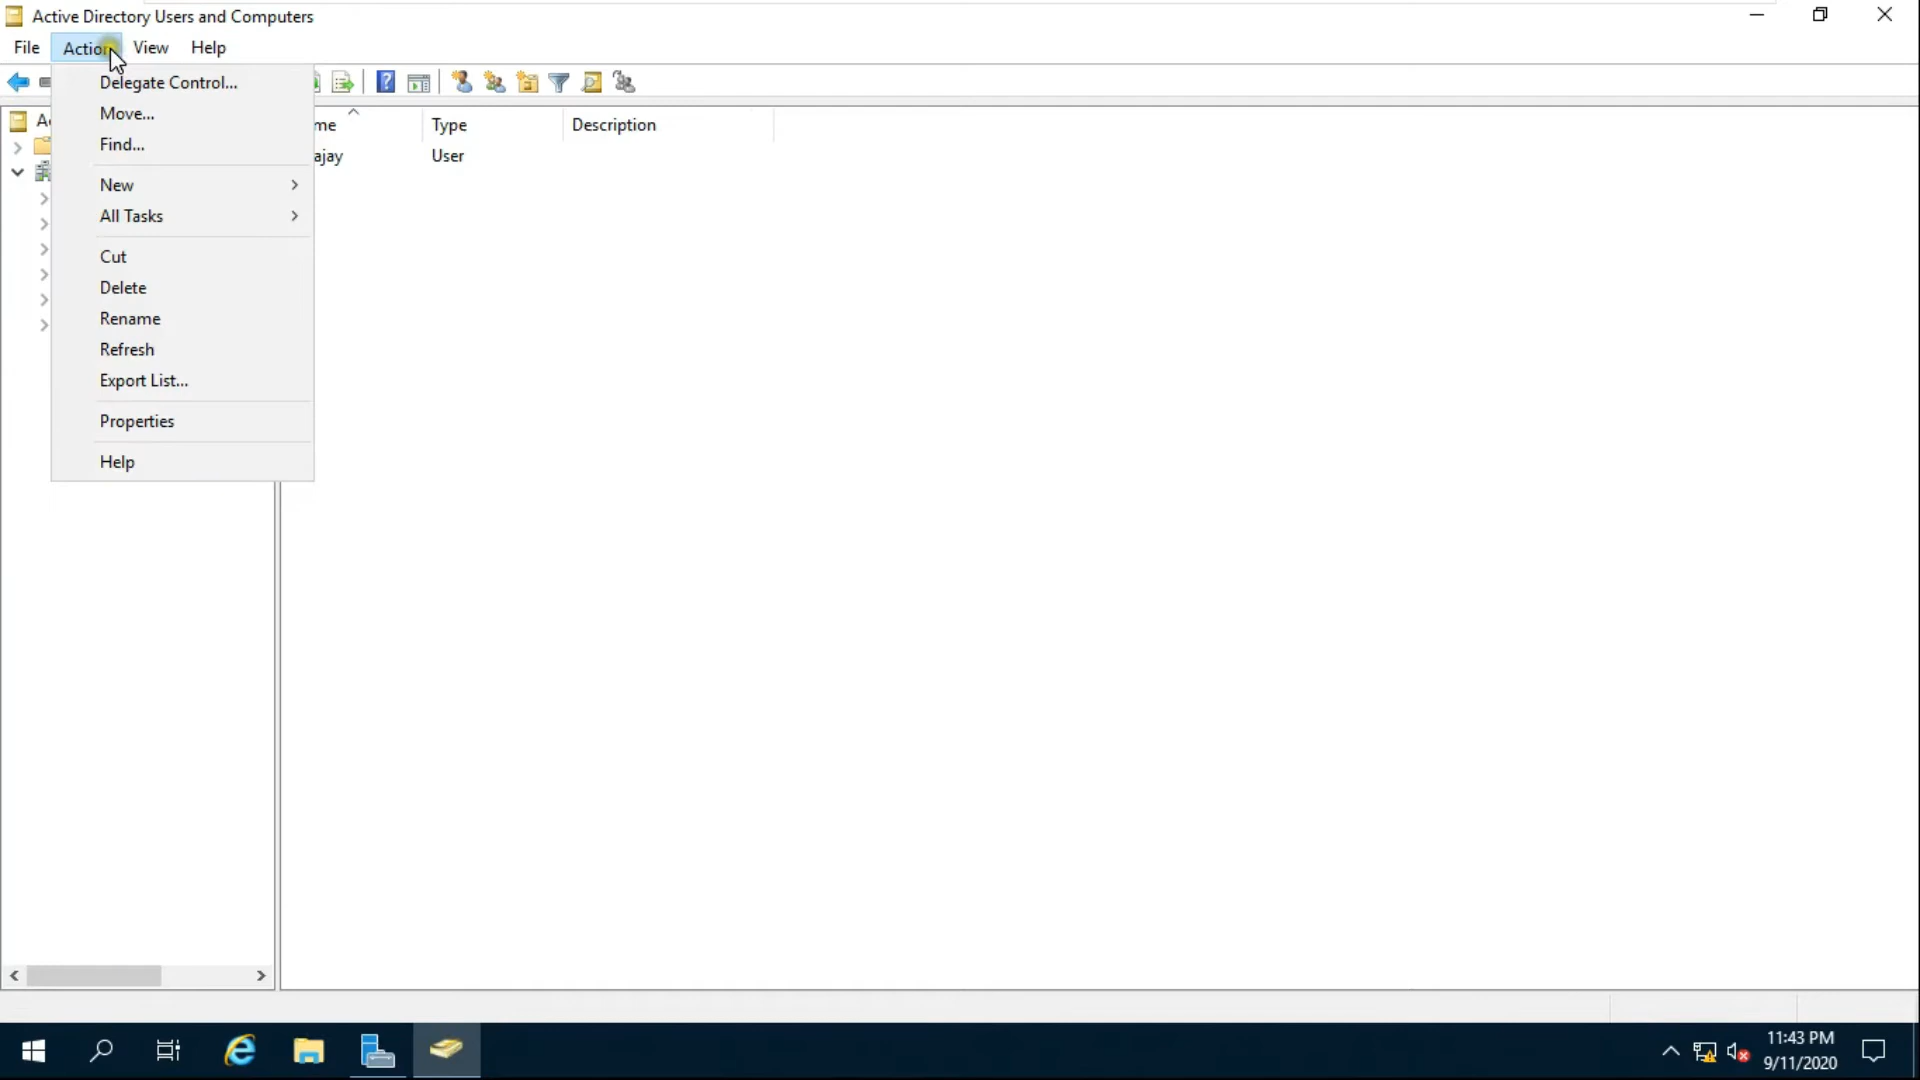 Active Directory Users and Computers
File Action View Help
Delegate Control...
Move...
Find...
New
All Tasks
Cut
Delete
Rename
Refresh
Export List...
Properties
Help
me Type Description
ajay User
11:43 PM
9/11/2020